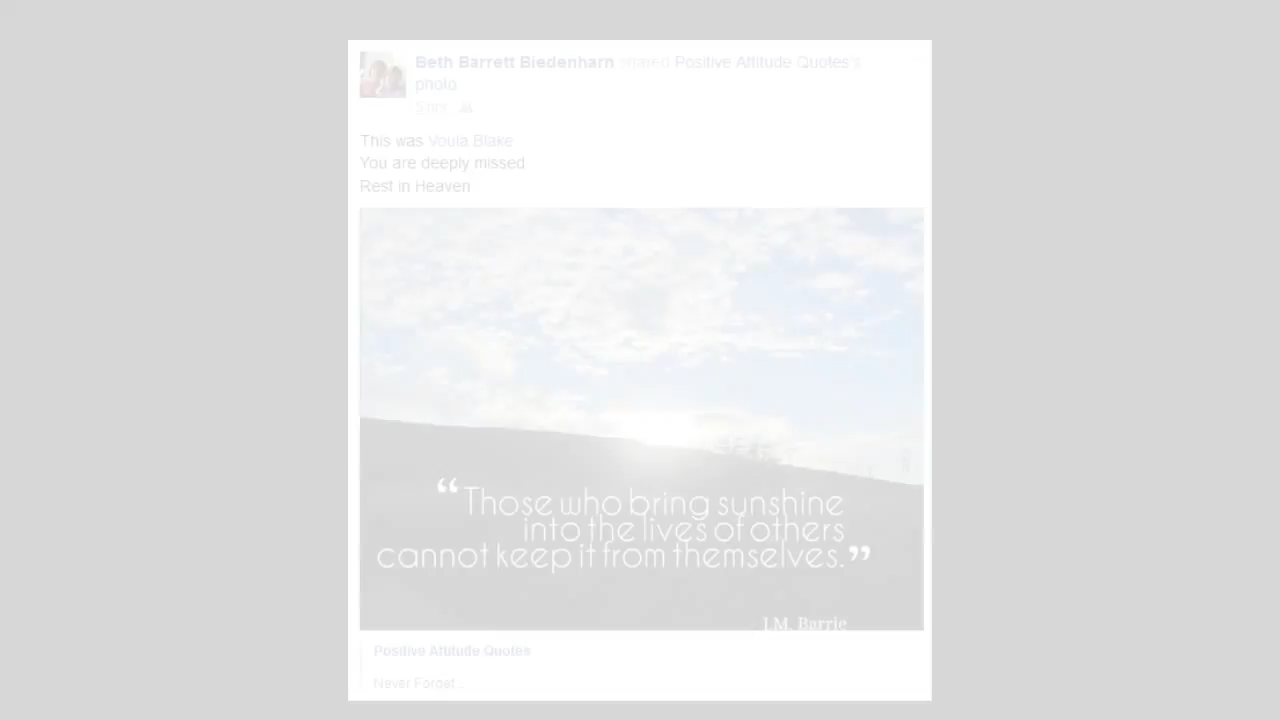 Beth Barrett Biedenharn shared Positive Attitude Quotes's
photo.
This was Voula Blake
You are deeply missed
Rest in Heaven
“Those who bring sunshine
into the lives of others
cannot keep it from themselves.”
J.M. Barrie
Positive Attitude Quotes
Never Forget...